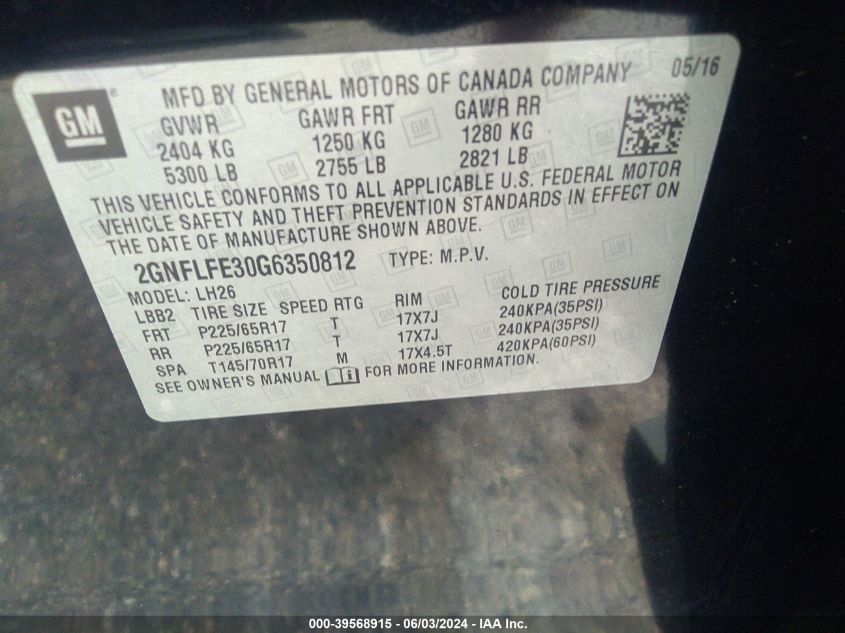 GM ®
MFD BY GENERAL MOTORS OF CANADA COMPANY 05/16
GVWR GAWR FRT GAWR RR
2404 KG 1250 KG 1280 KG
5300 LB 2755 LB 2821 LB
THIS VEHICLE CONFORMS TO ALL APPLICABLE U.S. FEDERAL MOTOR
VEHICLE SAFETY AND THEFT PREVENTION STANDARDS IN EFFECT ON
THE DATE OF MANUFACTURE SHOWN ABOVE.
2GNFLFE30G6350812 TYPE: M.P.V.
MODEL: LH26
LBB2 TIRE SIZE SPEED RTG RIM COLD TIRE PRESSURE
FRT P225/65R17 T 17X7J 240KPA(35PSI)
RR P225/65R17 T 17X7J 240KPA(35PSI)
SPA T145/70R17 M 17X4.5T 420KPA(60PSI)
SEE OWNER'S MANUAL FOR MORE INFORMATION.
000-39568915 - 06/03/2024 - IAA Inc.